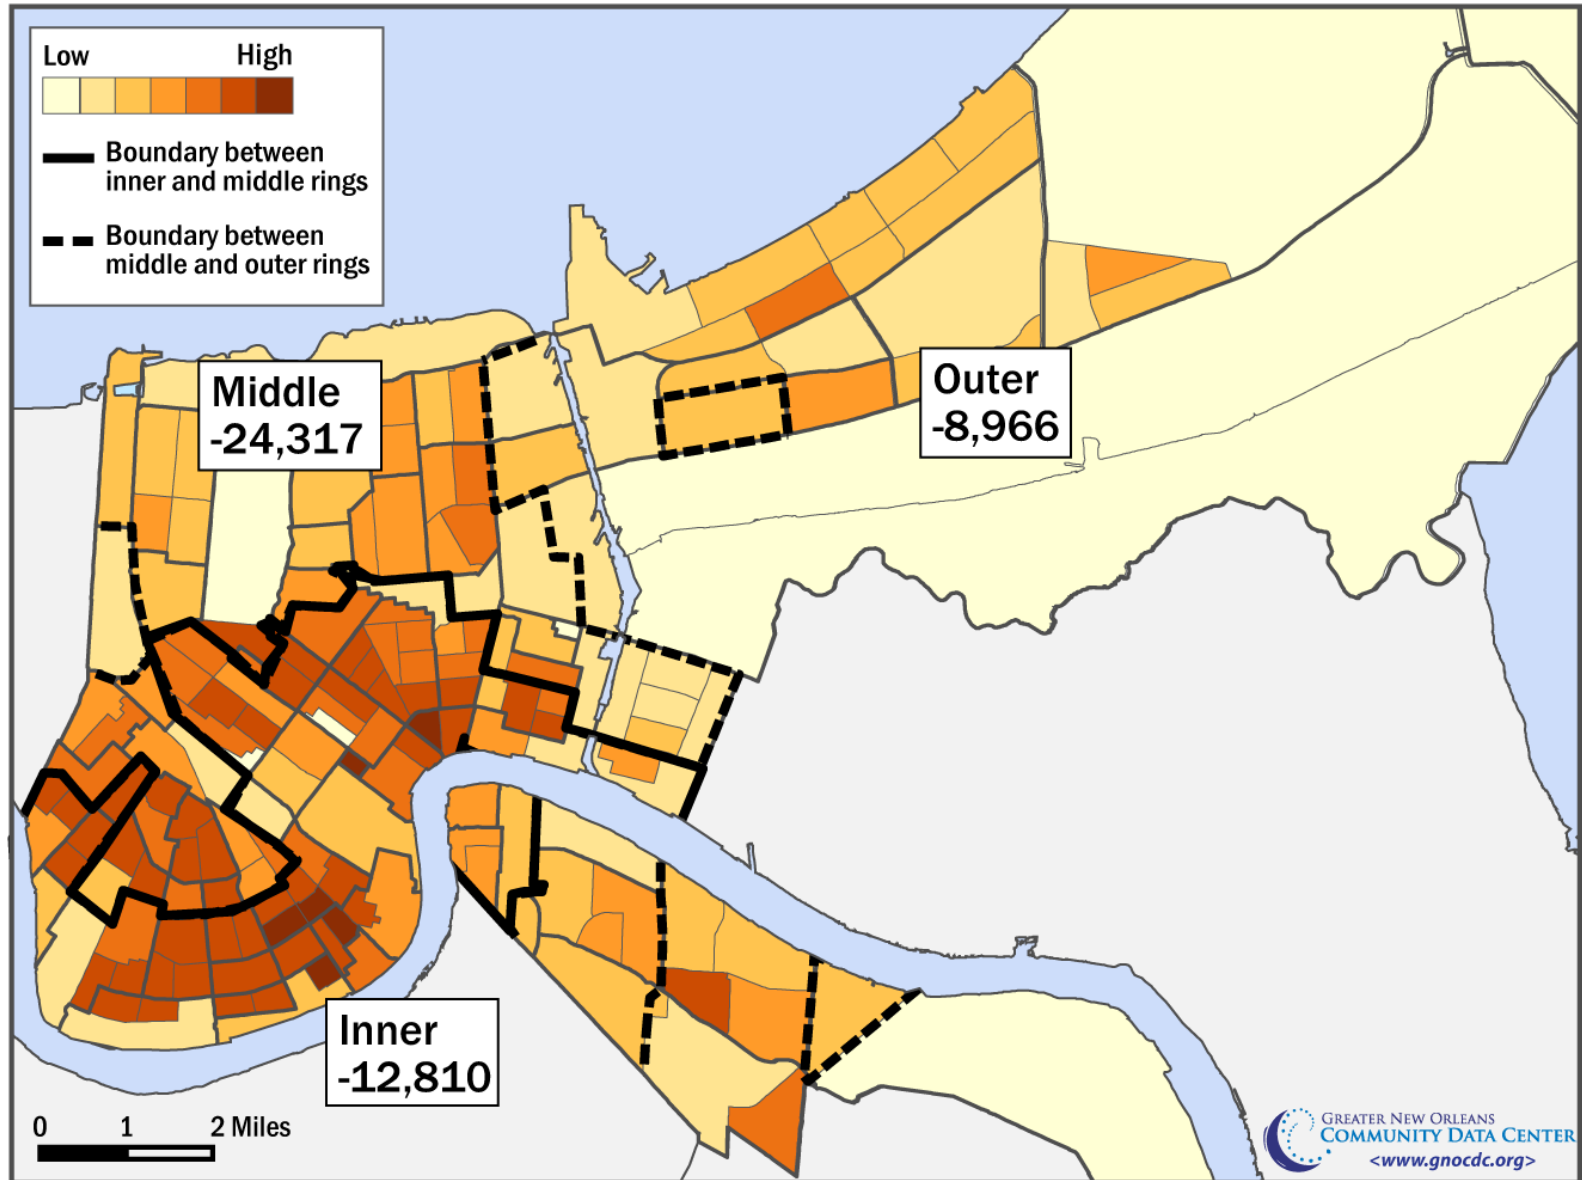 Low High
Boundary between
inner and middle rings
Boundary between
middle and outer rings
Middle
-24,317
Outer
-8,966
Inner
-12,810
0 1 2 Miles
GREATER NEW ORLEANS
COMMUNITY DATA CENTER
<www.gnocdc.org>